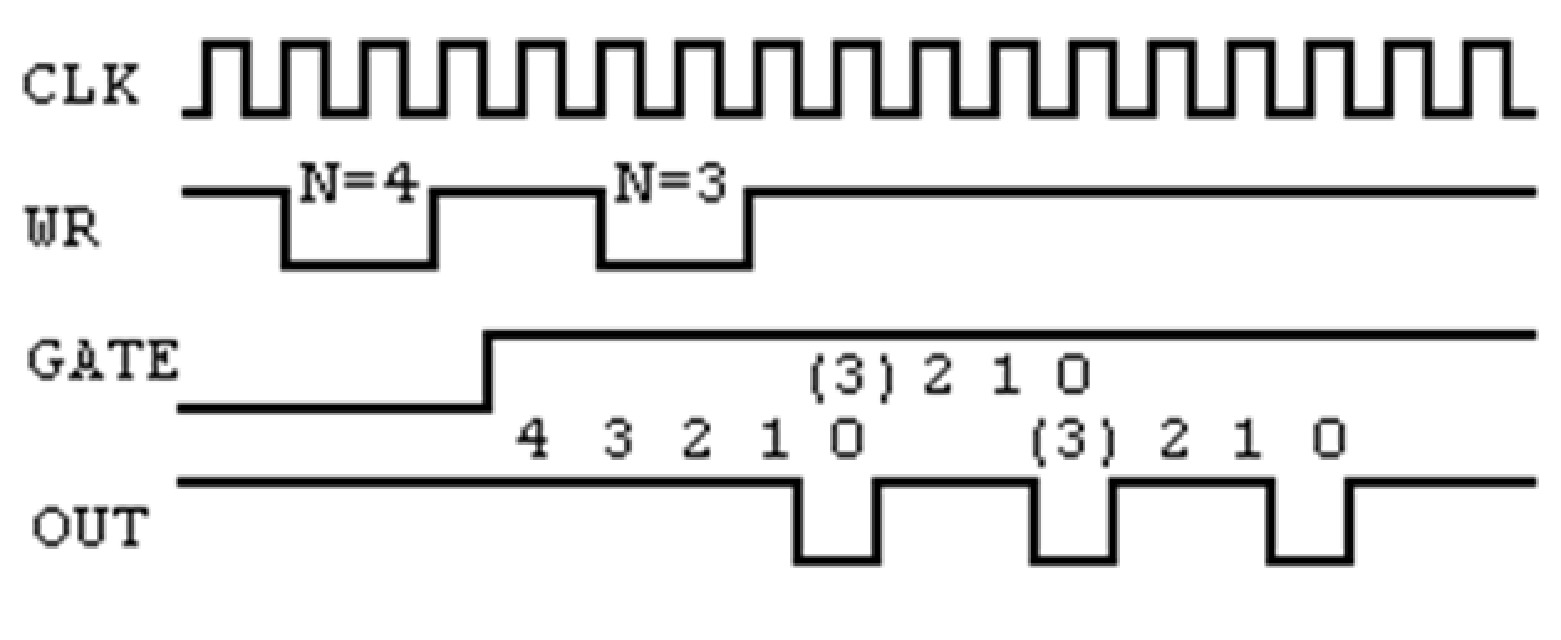 CLK
N=4 N=3
WR
GATE
(3) 2 1 0
4 3 2 1 0 (3) 2 1 0
OUT